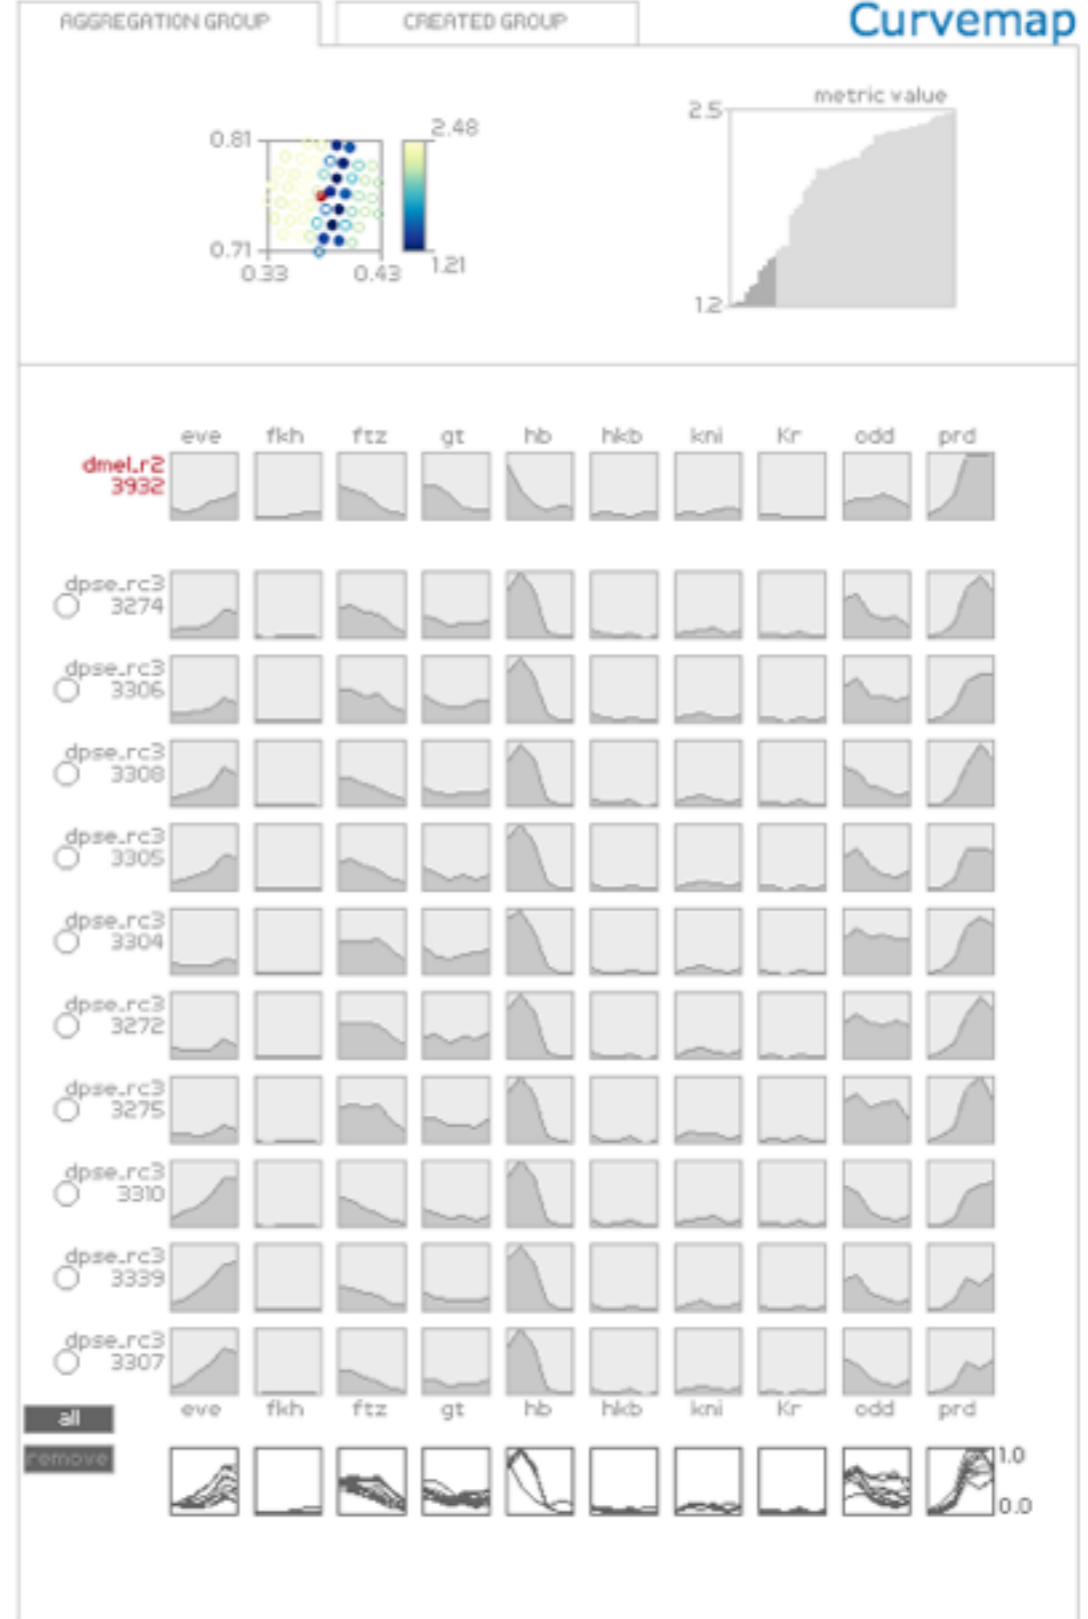 AGGREGATION GROUP CREATED GROUP Curvemap
metric value
2.5
0.81 2.48
0.71 1.21
0.33 0.43
1.2
eve fkh ftz gt hb hkb kni Kr odd prd
dmel_r2
3932
dpse_rc3
3274
dpse_rc3
3306
dpse_rc3
3308
dpse_rc3
3305
dpse_rc3
3304
dpse_rc3
3272
dpse_rc3
3275
dpse_rc3
3310
dpse_rc3
3339
dpse_rc3
3307
eve fkh ftz gt hb hkb kni Kr odd prd
all
remove 1.0
0.0